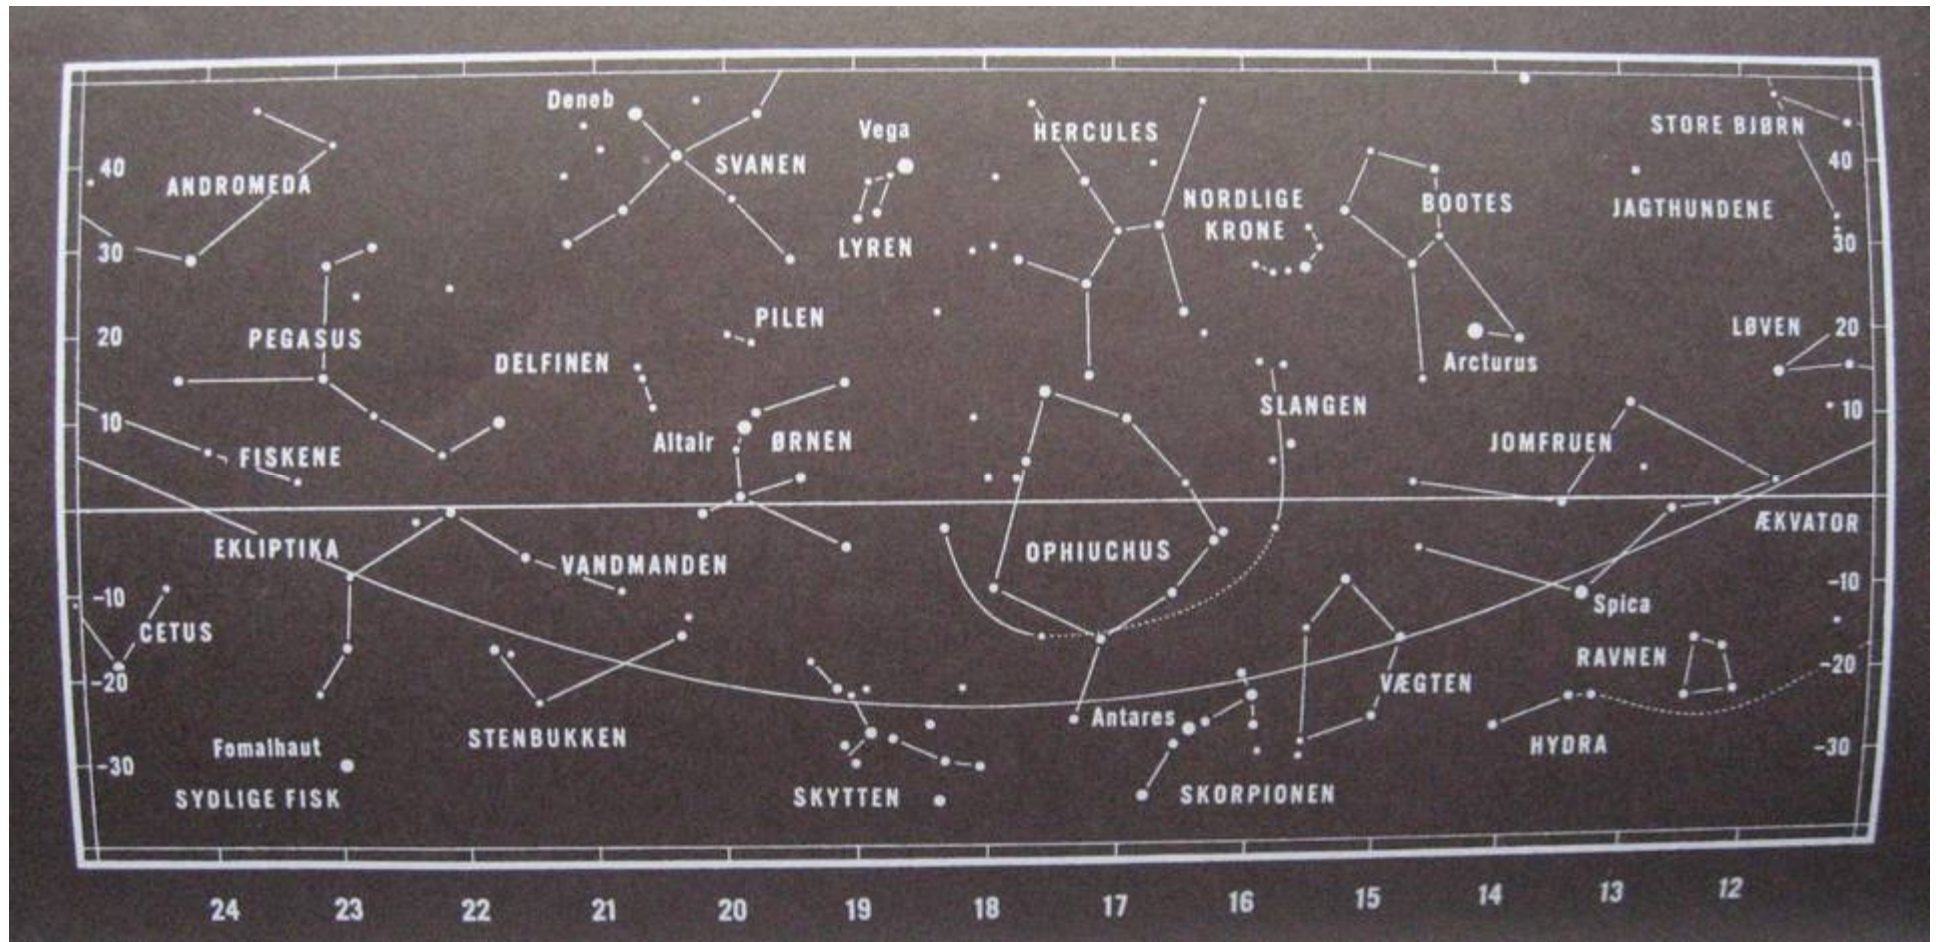 Deneb
Vega
HERCULES
STORE BJØRN
40
ANDROMEDA
SVANEN
40
NORDLIGE
KRONE
BOOTES
JAGTHUNDENE
30
LYREN
30
PEGASUS
20
PILEN
LØVEN
20
DELFINEN
Arcturus
10
SLANGEN
10
FISKENE
Altair
ØRNEN
JOMFRUEN
ÆKVATOR
EKLIPTIKA
VANDMANDEN
OPHIUCHUS
-10
-10
Spica
CETUS
RAVNEN
-20
-20
VÆGTEN
STENBUKKEN
Antares
HYDRA
-30
Fomalhaut
-30
SYDLIGE FISK
SKYTTEN
SKORPIONEN
24 23 22 21 20 19 18 17 16 15 14 13 12